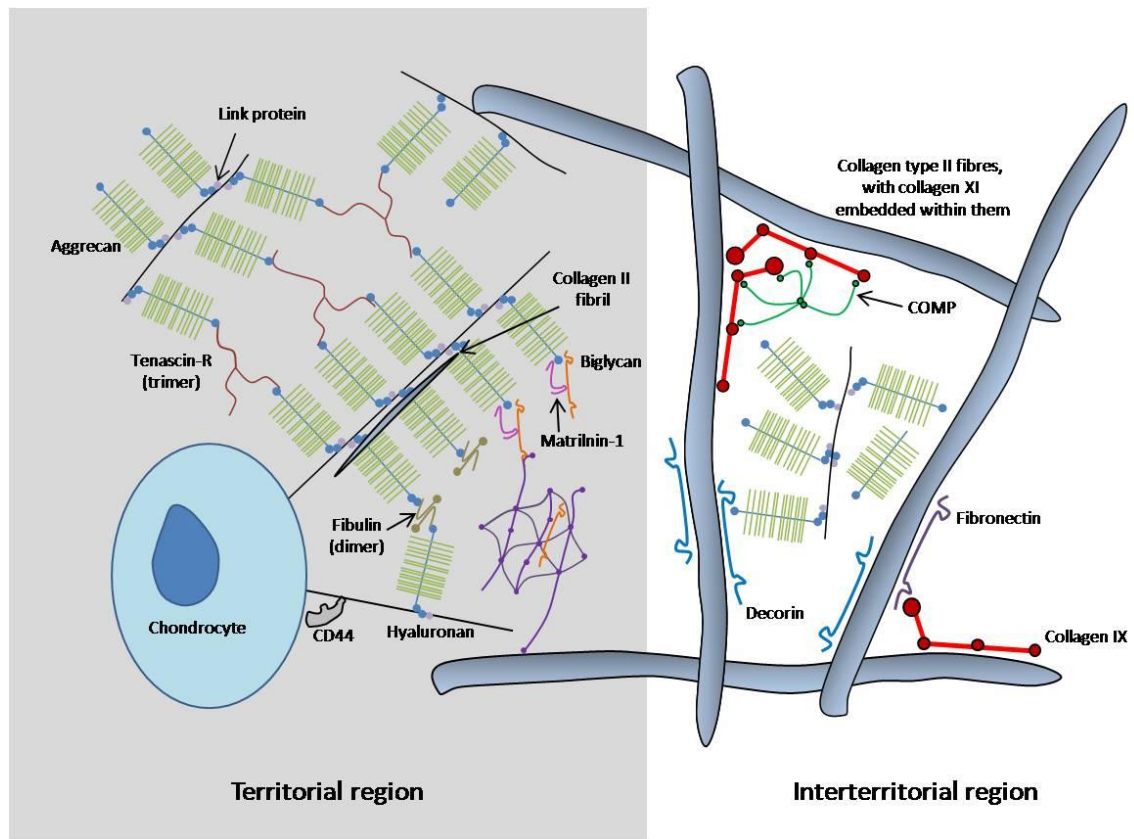 Link protein
Collagen type II fibres,
with collagen XI
embedded within them
Aggrecan
Collagen II
fibril
COMP
Tenascin-R
(trimer)
Biglycan
Matrilnin-1
Fibulin
(dimer)
Fibronectin
Chondrocyte
CD44
Hyaluronan
Decorin
Collagen IX
Territorial region
Interterritorial region